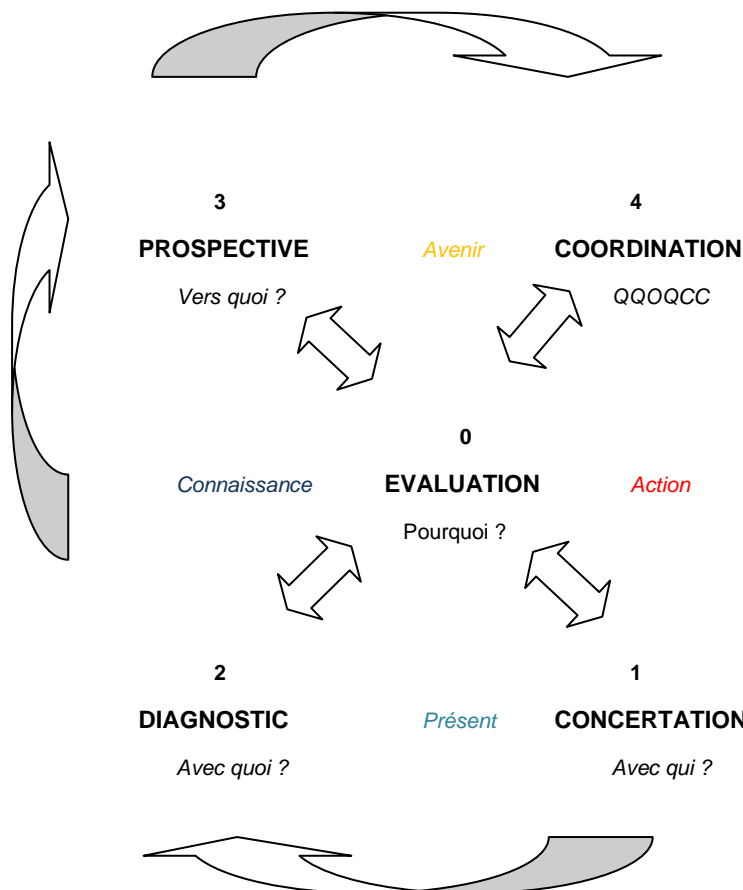 3
4
PROSPECTIVE
Avenir
COORDINATION
Vers quoi ?
QQOQCC
0
Connaissance
EVALUATION
Action
Pourquoi ?
2
1
DIAGNOSTIC
Présent
CONCERTATION
Avec quoi ?
Avec qui ?